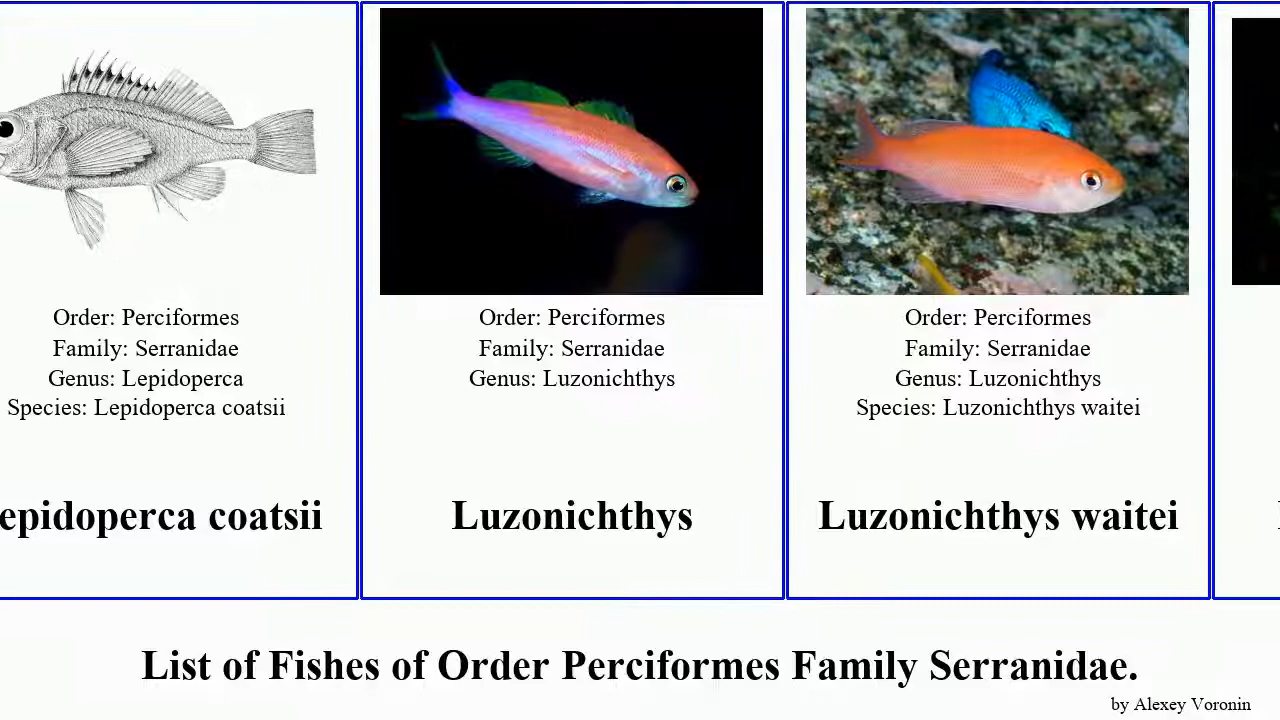 Order: Perciformes
Family: Serranidae
Genus: Lepidoperca
Species: Lepidoperca coatsii
epidoperca coatsii
Order: Perciformes
Family: Serranidae
Genus: Luzonichthys
Luzonichthys
Order: Perciformes
Family: Serranidae
Genus: Luzonichthys
Species: Luzonichthys waitei
Luzonichthys waitei
List of Fishes of Order Perciformes Family Serranidae.
by Alexey Voronin